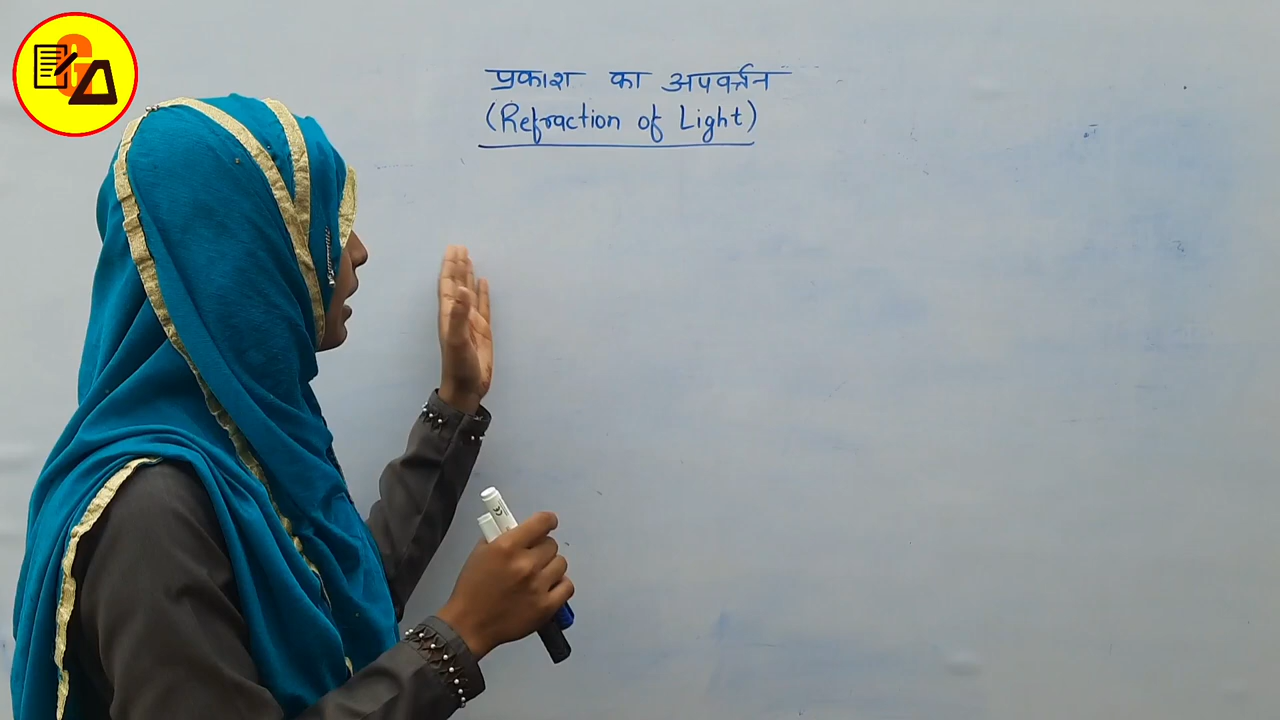 प्रकाश का अपवर्त्तन
(Refraction of Light)